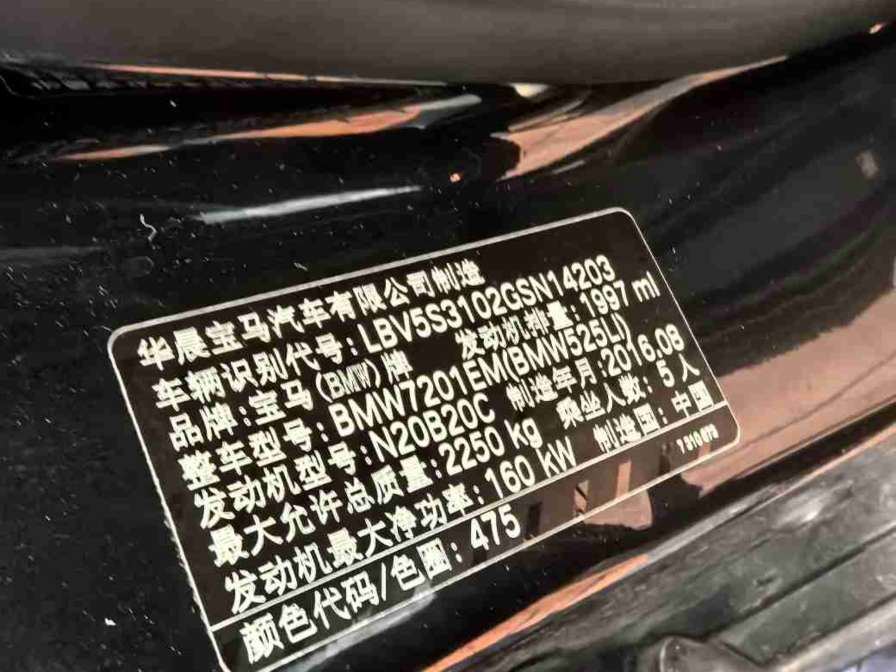 华晨宝马汽车有限公司制造
车辆识别代号: LBV5S3102GSN14203
品牌: 宝马(BMW)牌 发动机排量: 1997 ml
整车型号: BMW7201EM(BMW525LI)
发动机型号: N20B20C 制造年月: 2016.08
最大允许总质量: 2250 kg 乘坐人数: 5 人
发动机最大净功率: 160 kW 制造国: 中国
颜色代码/色圈: 475